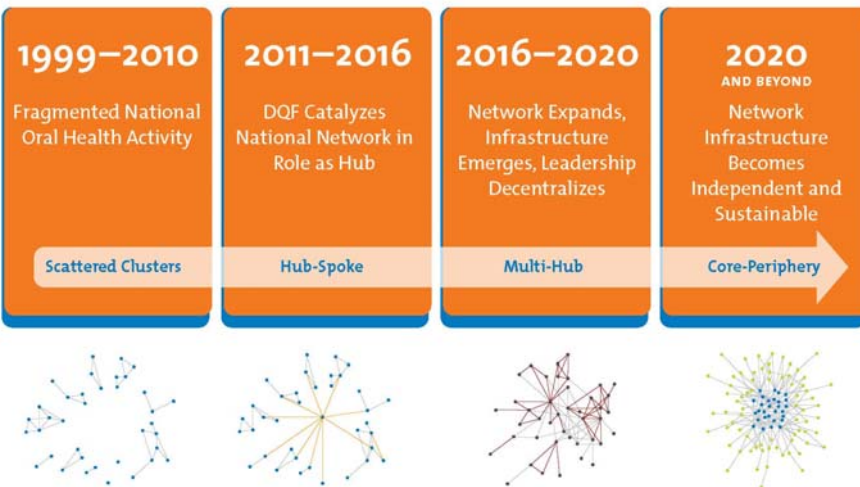 1999–2010
Fragmented National
Oral Health Activity
2011–2016
DQF Catalyzes
National Network in
Role as Hub
2016–2020
Network Expands,
Infrastructure
Emerges, Leadership
Decentralizes
2020
AND BEYOND
Network
Infrastructure
Becomes
Independent and
Sustainable
Scattered Clusters
Hub-Spoke
Multi-Hub
Core-Periphery